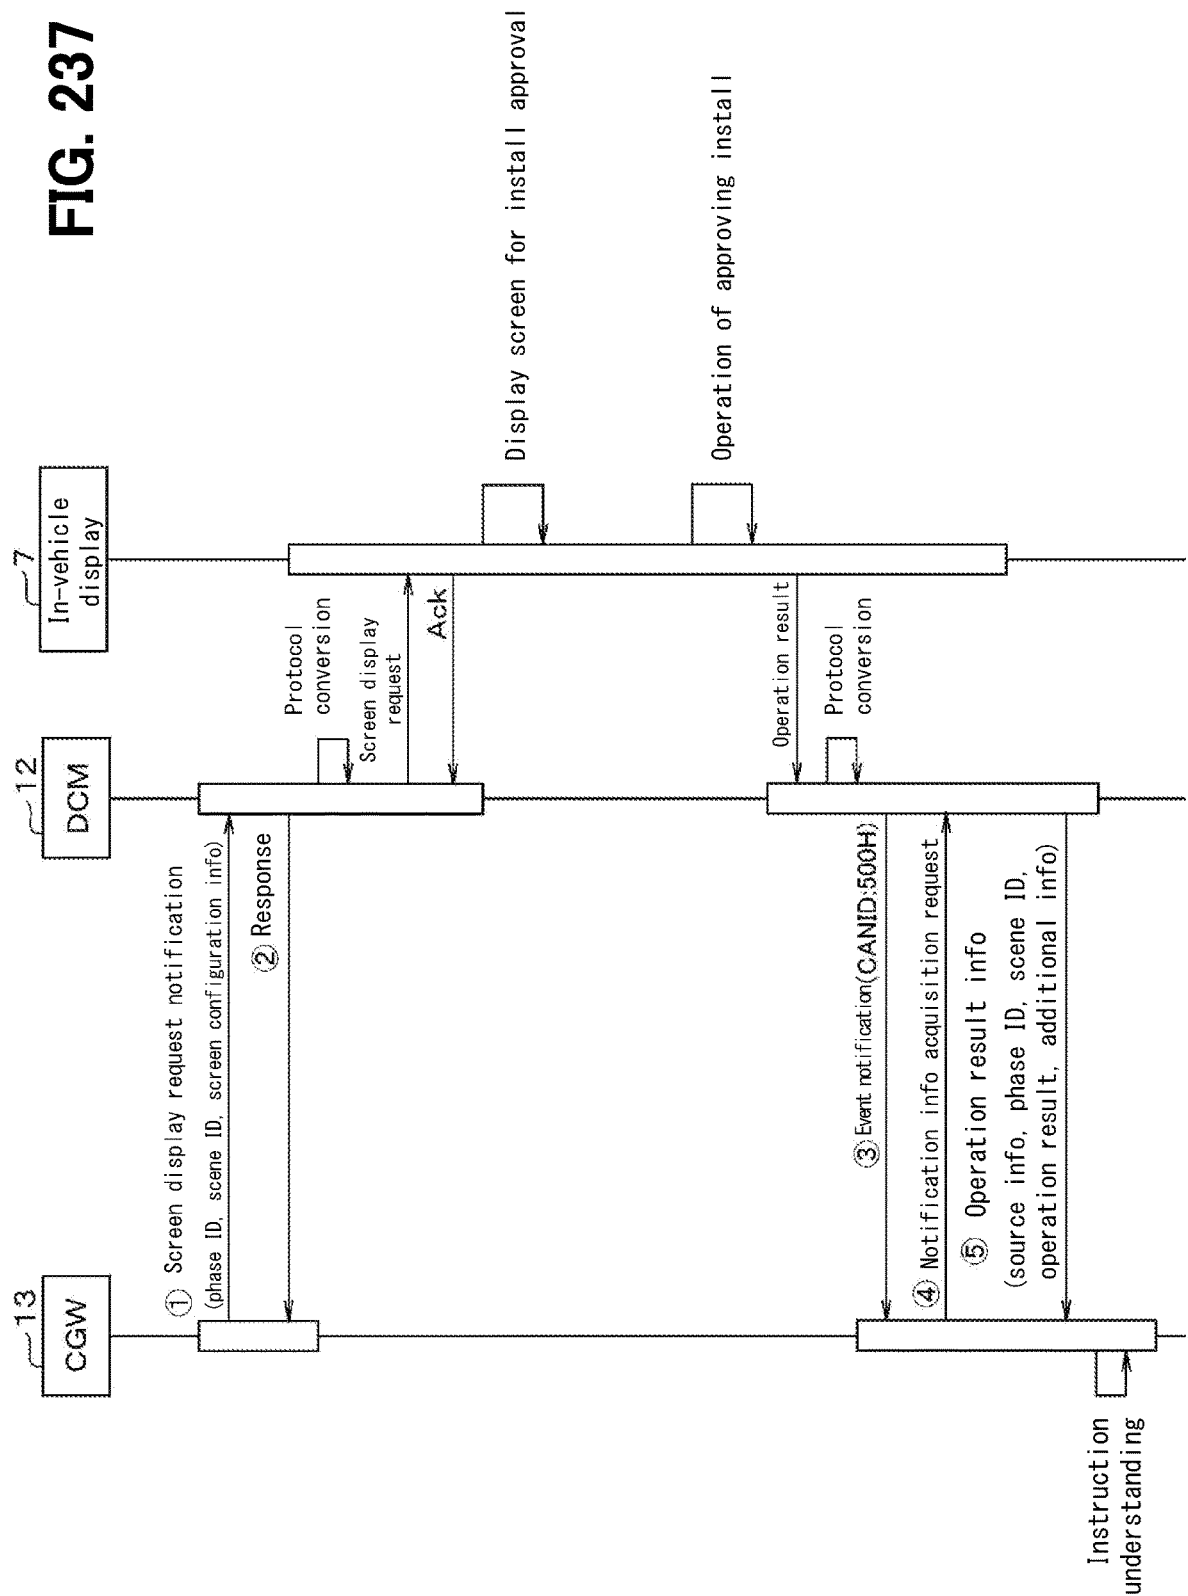 FIG. 237
13
CGW
12
DCM
7
In-vehicle
display
① Screen display request notification
(phase ID, scene ID, screen configuration info)
② Response
Protocol
conversion
Screen display
request
Ack
Display screen for install approval
Operation of approving install
Operation result
Protocol
conversion
③ Event notification(CANID:500H)
④ Notification info acquisition request
⑤ Operation result info
(source info, phase ID, scene ID,
operation result, additional info)
Instruction
understanding